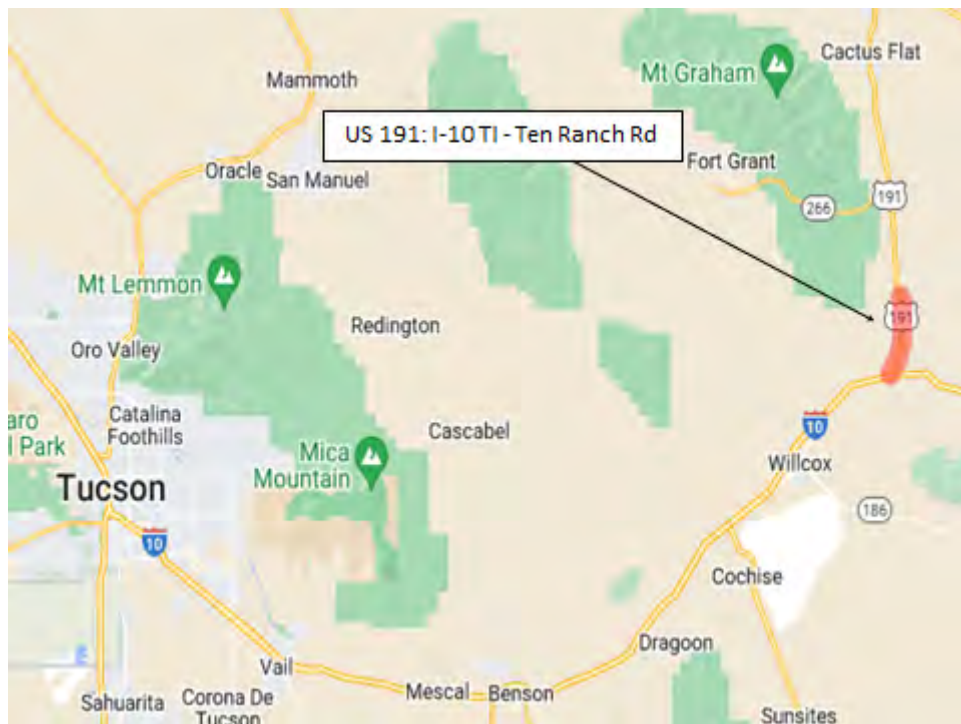 Cactus Flat
Mt Graham
Mammoth
US 191: I-10 TI - Ten Ranch Rd
Fort Grant
Oracle
San Manuel
191
266
Mt Lemmon
191
Redington
Oro Valley
Catalina
Foothills
aro
l Park
Cascabel
10
Mica
Mountain
Willcox
Tucson
186
10
Cochise
Dragoon
Vail
Mescal
Benson
Sahuarita
Corona De
Tucson
Sunsites